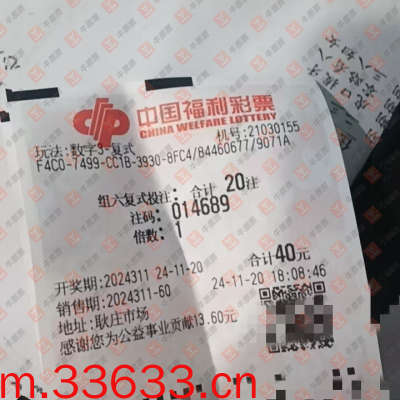 中国福利彩票
CHINA WELFARE LOTTERY
玩法:数字3-复式
机号:21030155
F4C0-7499-CC1B-3930-8FC4/84460677/9071A
组六复式投注: 合计 20注
注码: 014689
倍数: 1
合计40元
开奖期:2024311 24-11-20
24-11-20 18:08:46
销售期:2024311-60
地址:耿庄市场
感谢您为公益事业贡献13.60元
m.33633.com.cn